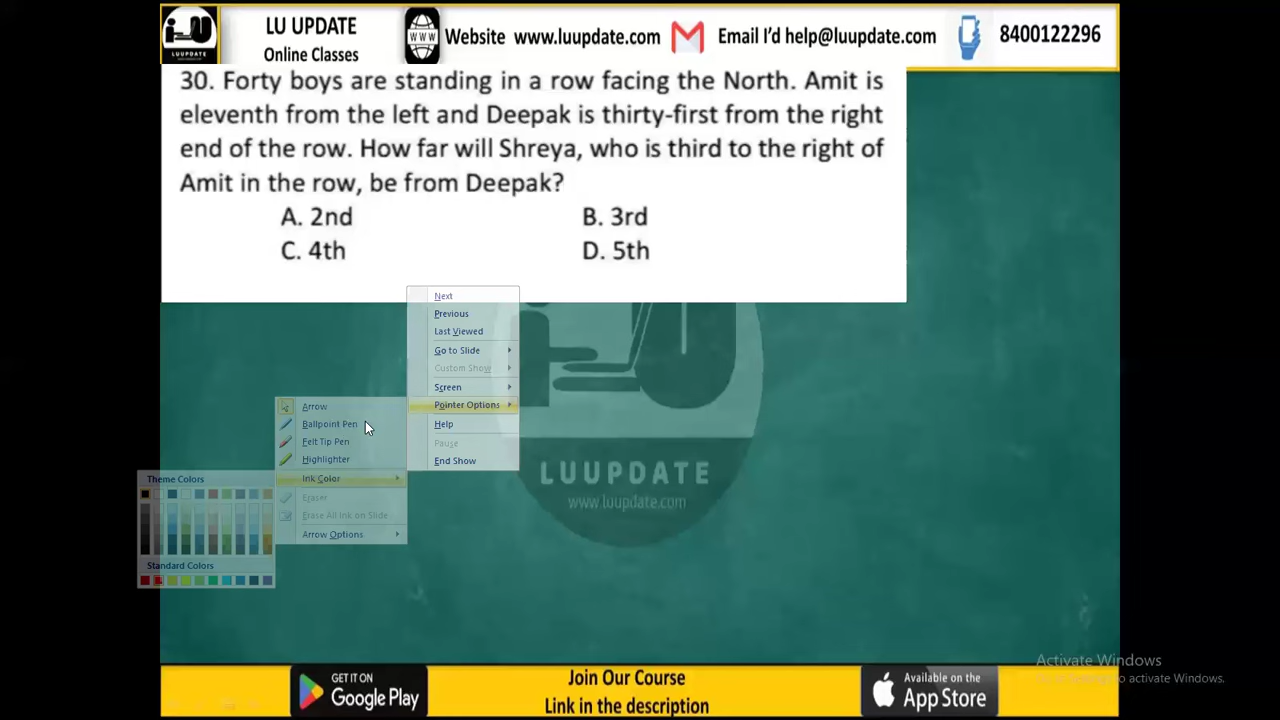 LU UPDATE
Online Classes
LUUPDATE
WWW
Website www.luupdate.com
Email I'd help@luupdate.com
8400122296
30. Forty boys are standing in a row facing the North. Amit is
eleventh from the left and Deepak is thirty-first from the right
end of the row. How far will Shreya, who is third to the right of
Amit in the row, be from Deepak?
A. 2nd
B. 3rd
C. 4th
D. 5th
Next
Previous
Last Viewed
Go to Slide
Custom Show
Screen
Pointer Options
Help
Pause
End Show
Arrow
Ballpoint Pen
Felt Tip Pen
Highlighter
Ink Color
Eraser
Erase All Ink on Slide
Arrow Options
Theme Colors
Standard Colors
LUUPDATE
www.luupdate.com
Activate Windows
to activate Windows.
GET IT ON
Google Play
Join Our Course
Link in the description
Available on the
App Store